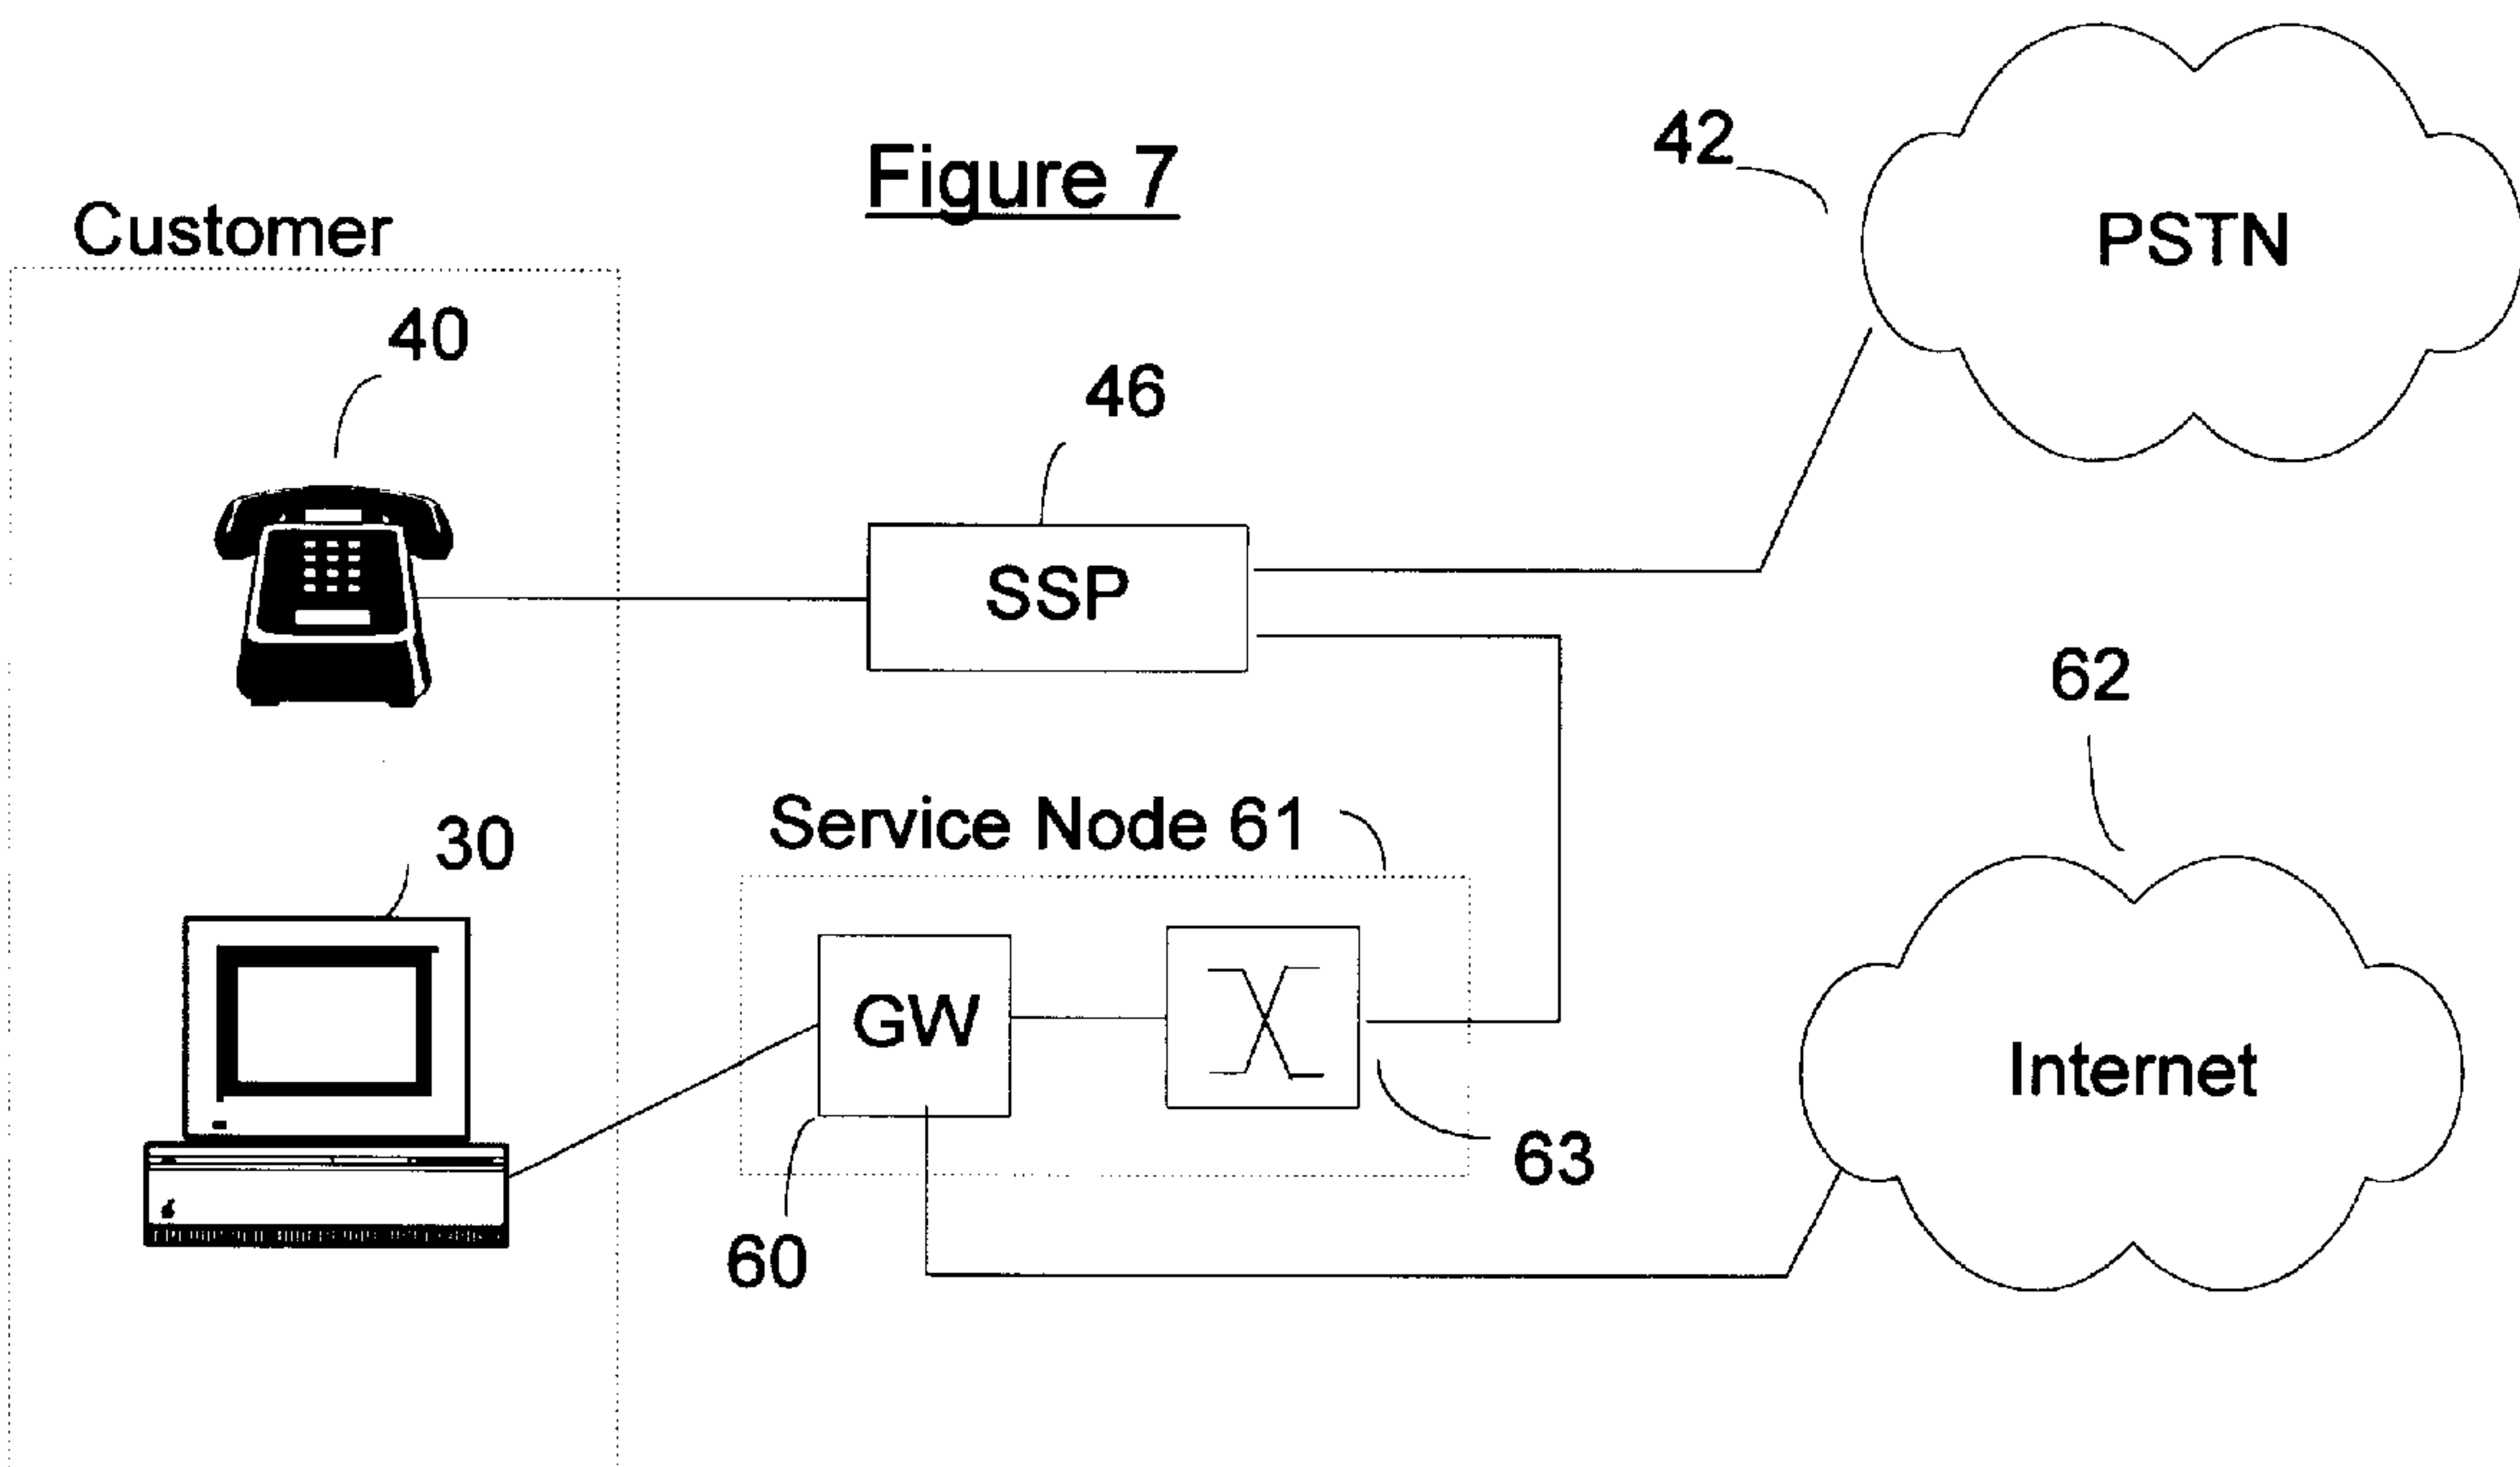 Figure 7
Customer
42
PSTN
40
46
SSP
62
30
Service Node 61
GW
Internet
63
60